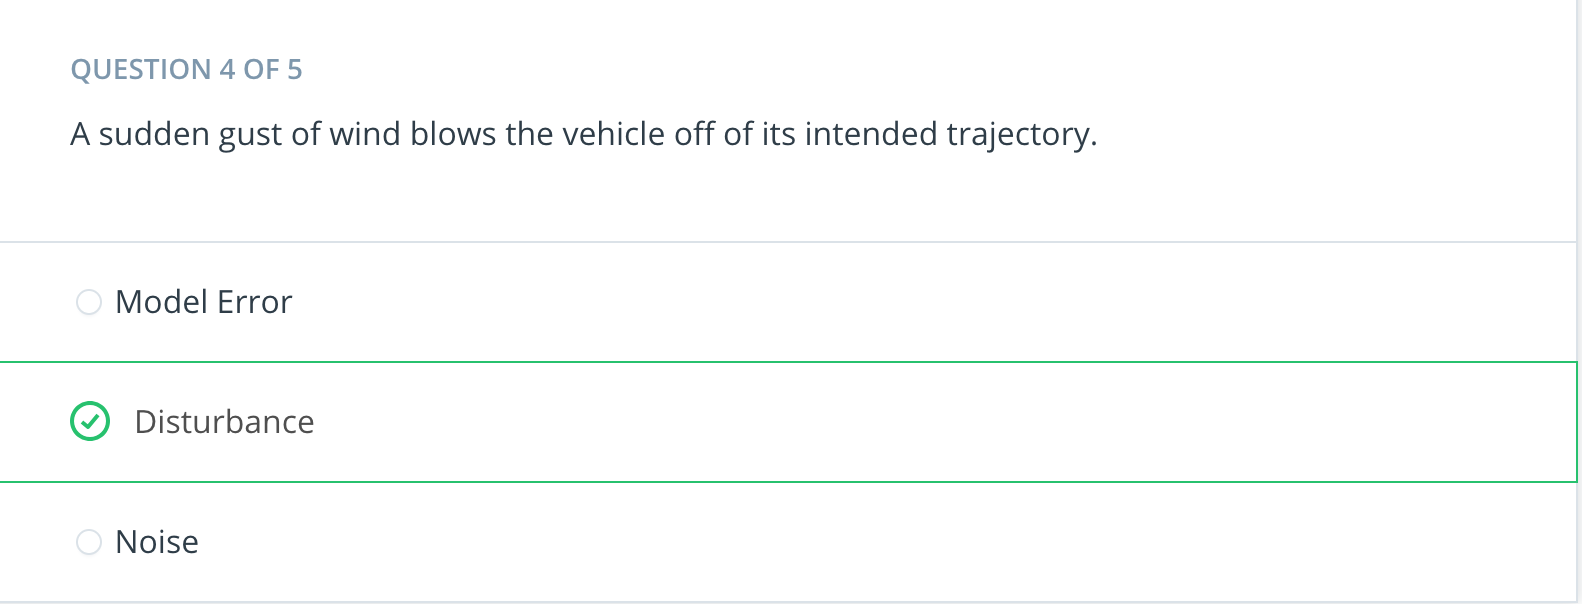 QUESTION 4 OF 5
A sudden gust of wind blows the vehicle off of its intended trajectory.
Model Error
Disturbance
Noise